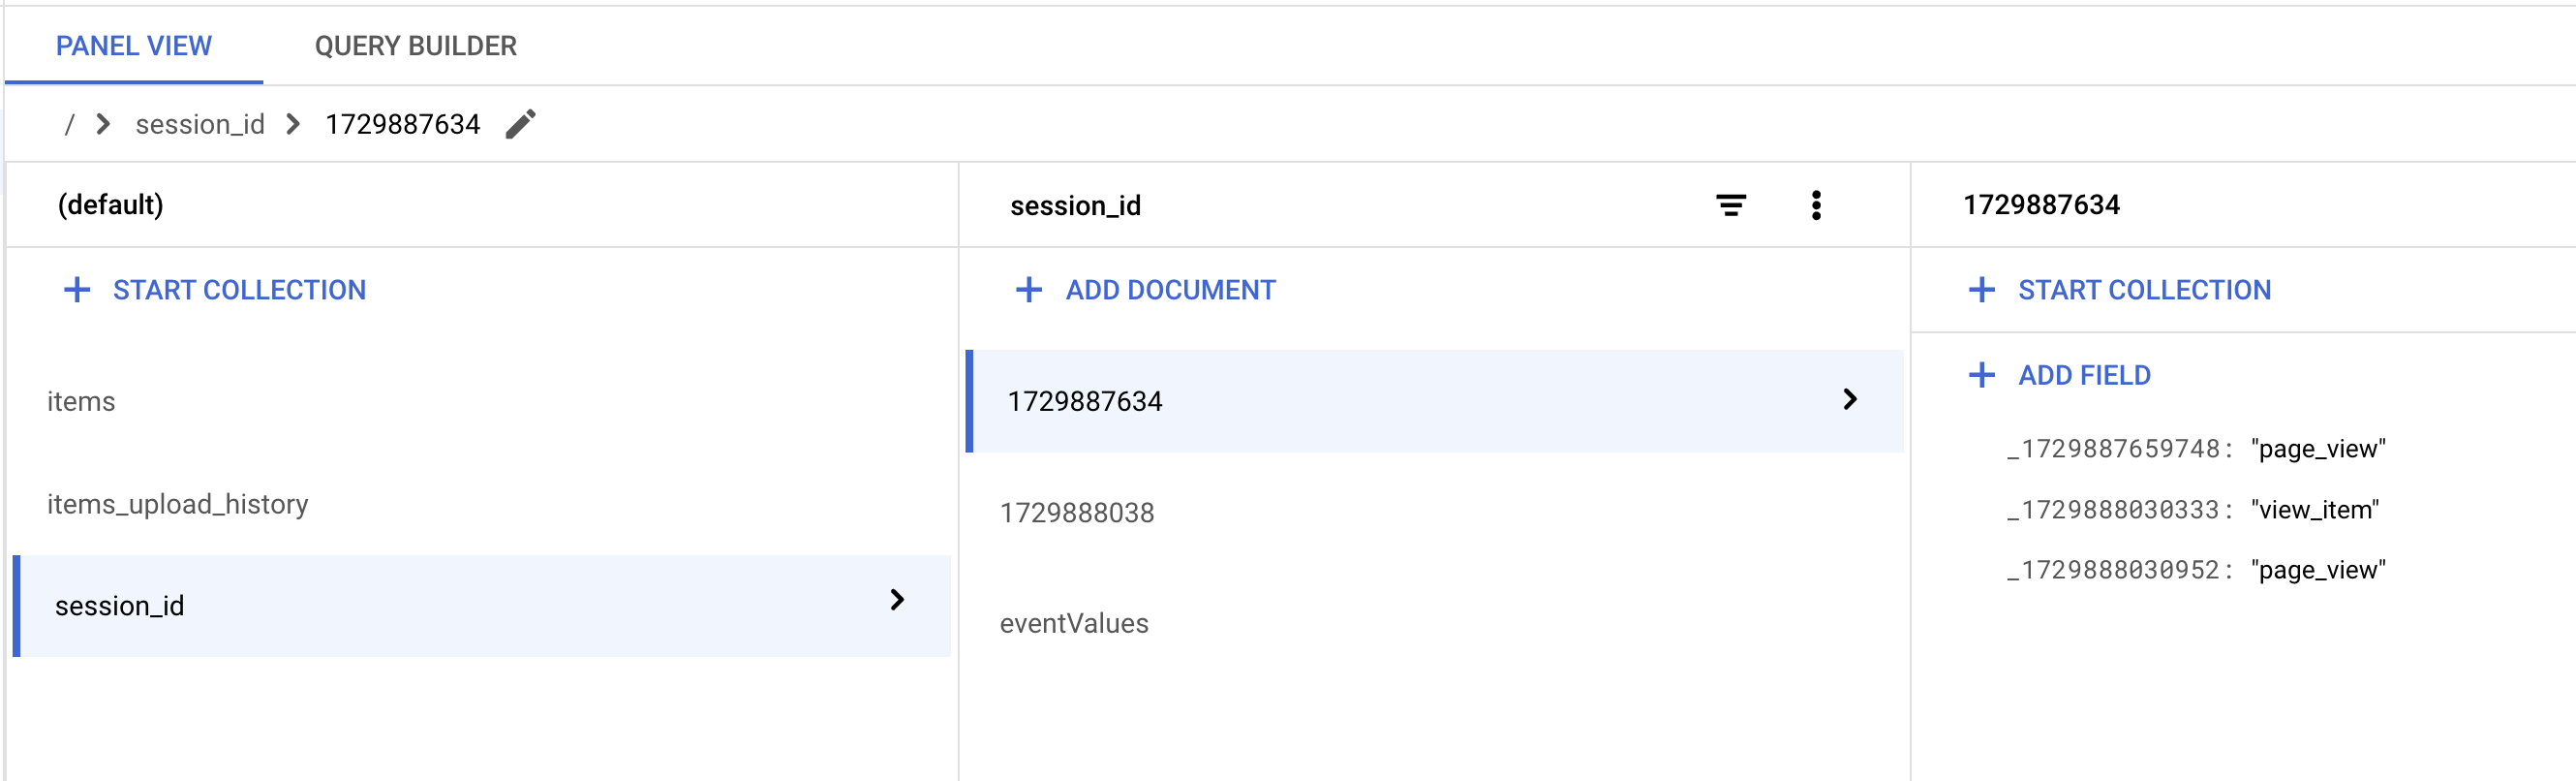 PANEL VIEW QUERY BUILDER
/ > session_id > 1729887634
(default)
+ START COLLECTION
items
items_upload_history
session_id
session_id
+ ADD DOCUMENT
1729887634
1729888038
eventValues
1729887634
+ START COLLECTION
+ ADD FIELD
_1729887659748: "page_view"
_1729888030333: "view_item"
_1729888030952: "page_view"